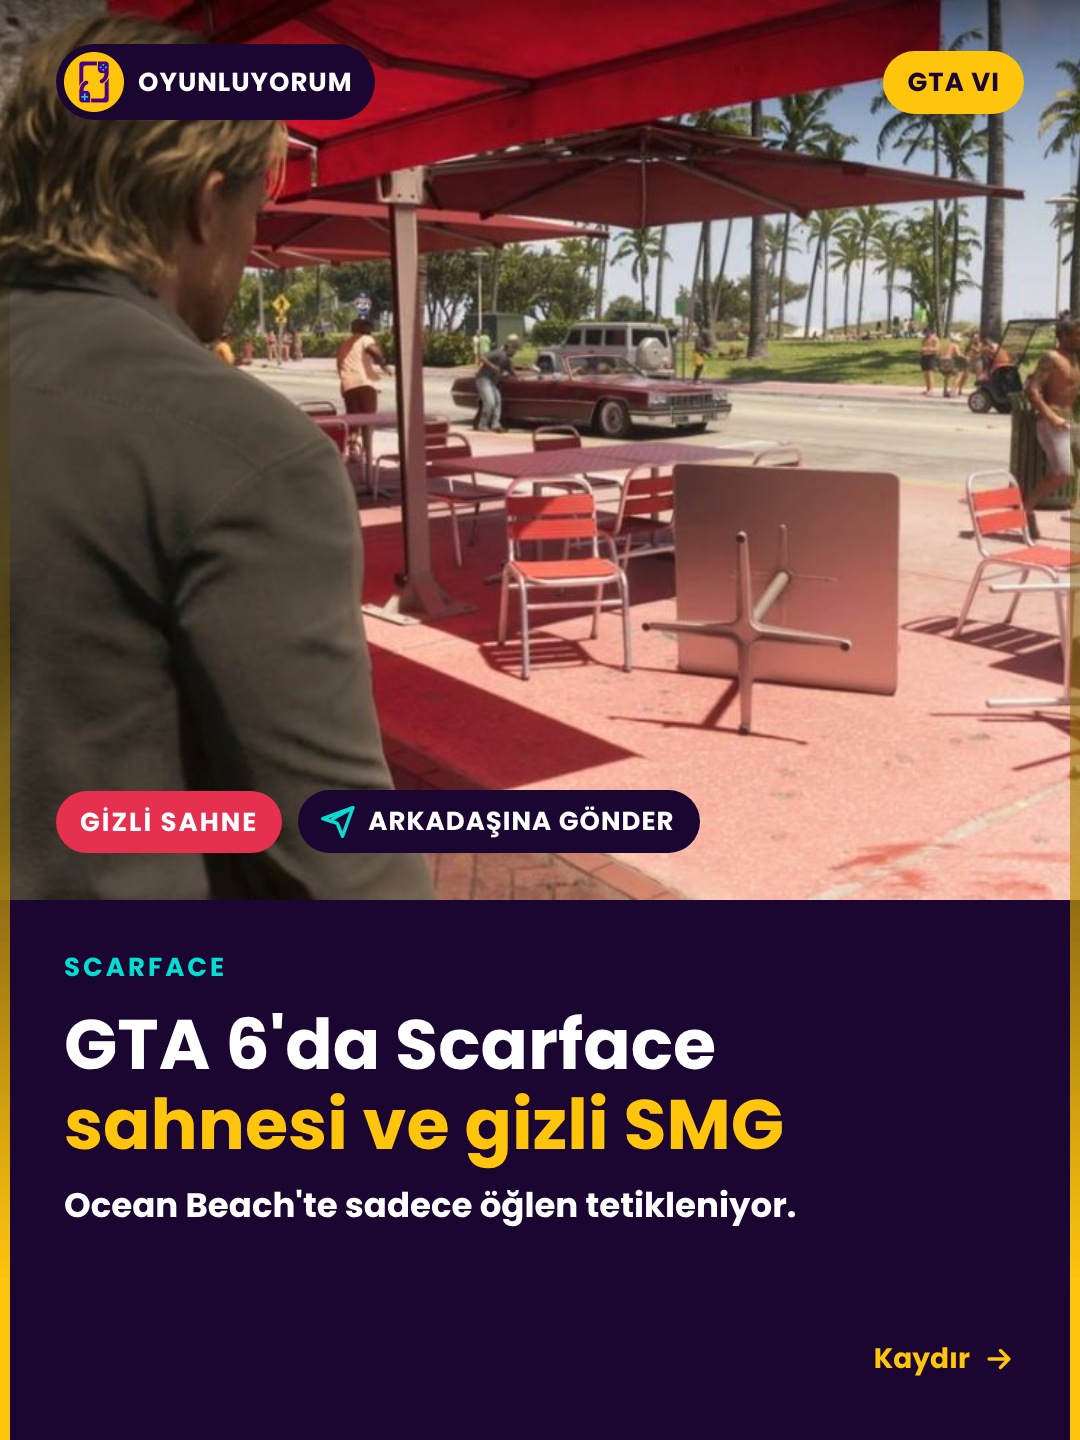 OYUNLUYORUM
GTA VI
GİZLİ SAHNE
ARKADAŞINA GÖNDER
SCARFACE
GTA 6'da Scarface
sahnesi ve gizli SMG
Ocean Beach'te sadece öğlen tetikleniyor.
Kaydır →